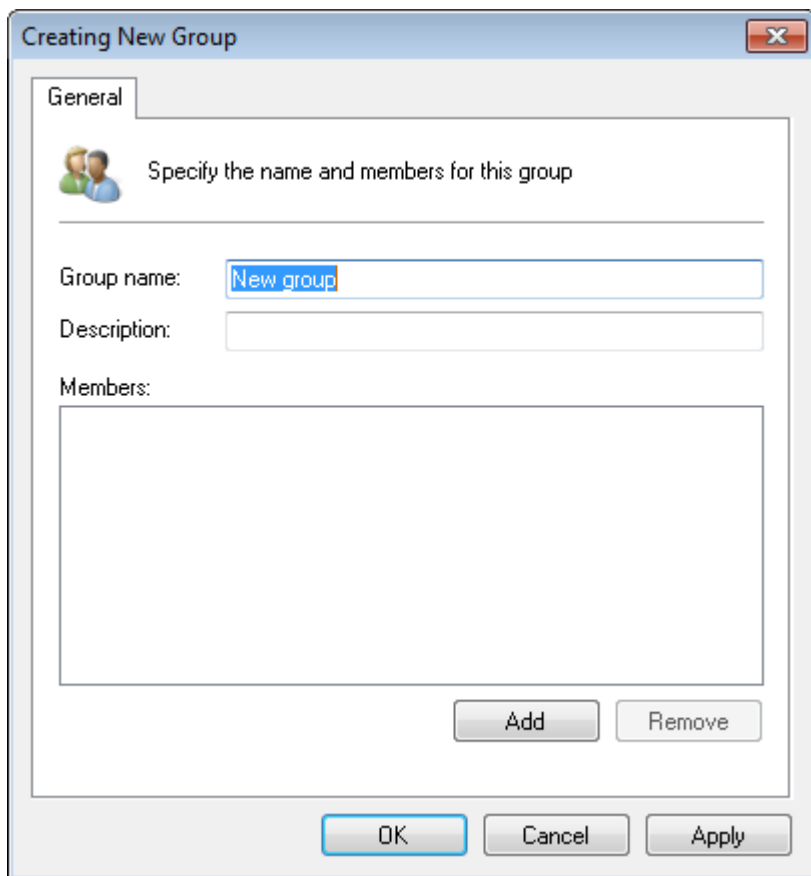 Creating New Group
General
Specify the name and members for this group
Group name: New group
Description:
Members:
Add Remove
OK Cancel Apply